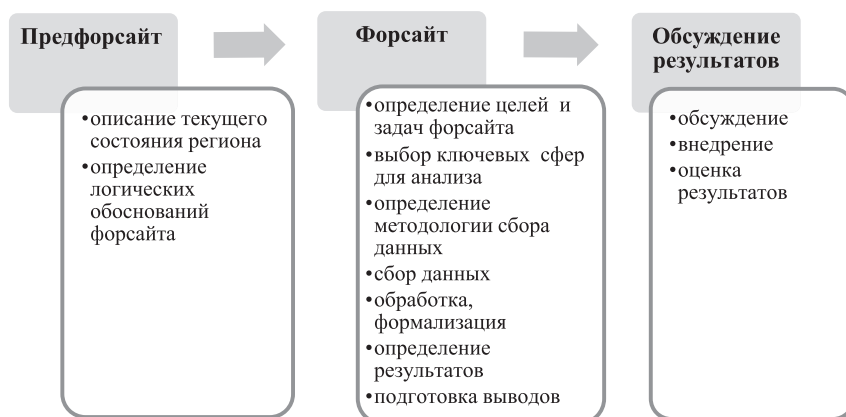 Предфорсайт
•описание текущего
состояния региона
•определение
логических
обоснований
форсайта
Форсайт
•определение целей и
задач форсайта
•выбор ключевых сфер
для анализа
•определение
методологии сбора
данных
•сбор данных
•обработка,
формализация
•определение
результатов
•подготовка выводов
Обсуждение
результатов
•обсуждение
•внедрение
•оценка
результатов